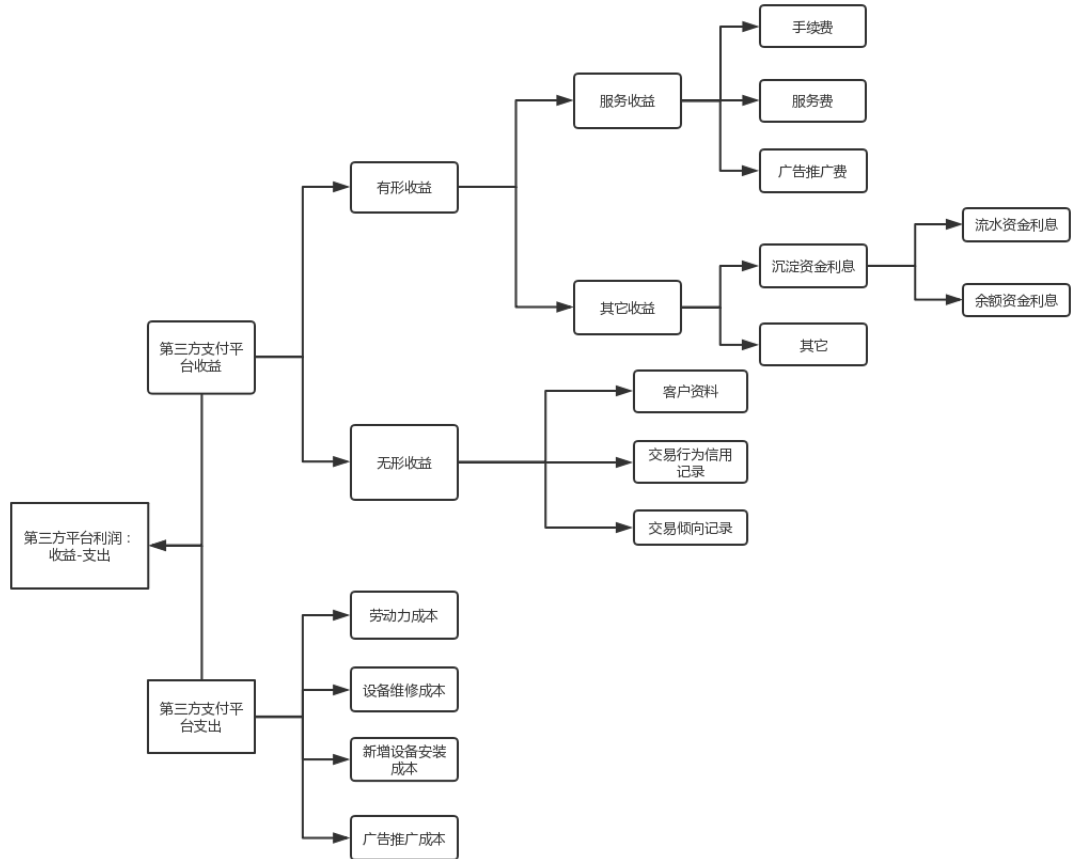 手续费
服务收益
服务费
广告推广费
有形收益
流水资金利息
沉淀资金利息
余额资金利息
其它收益
其它
第三方支付平
台收益
客户资料
无形收益
交易行为信用
记录
交易倾向记录
第三方平台利润：
收益-支出
劳动力成本
设备维修成本
第三方支付平
台支出
新增设备安装
成本
广告推广成本